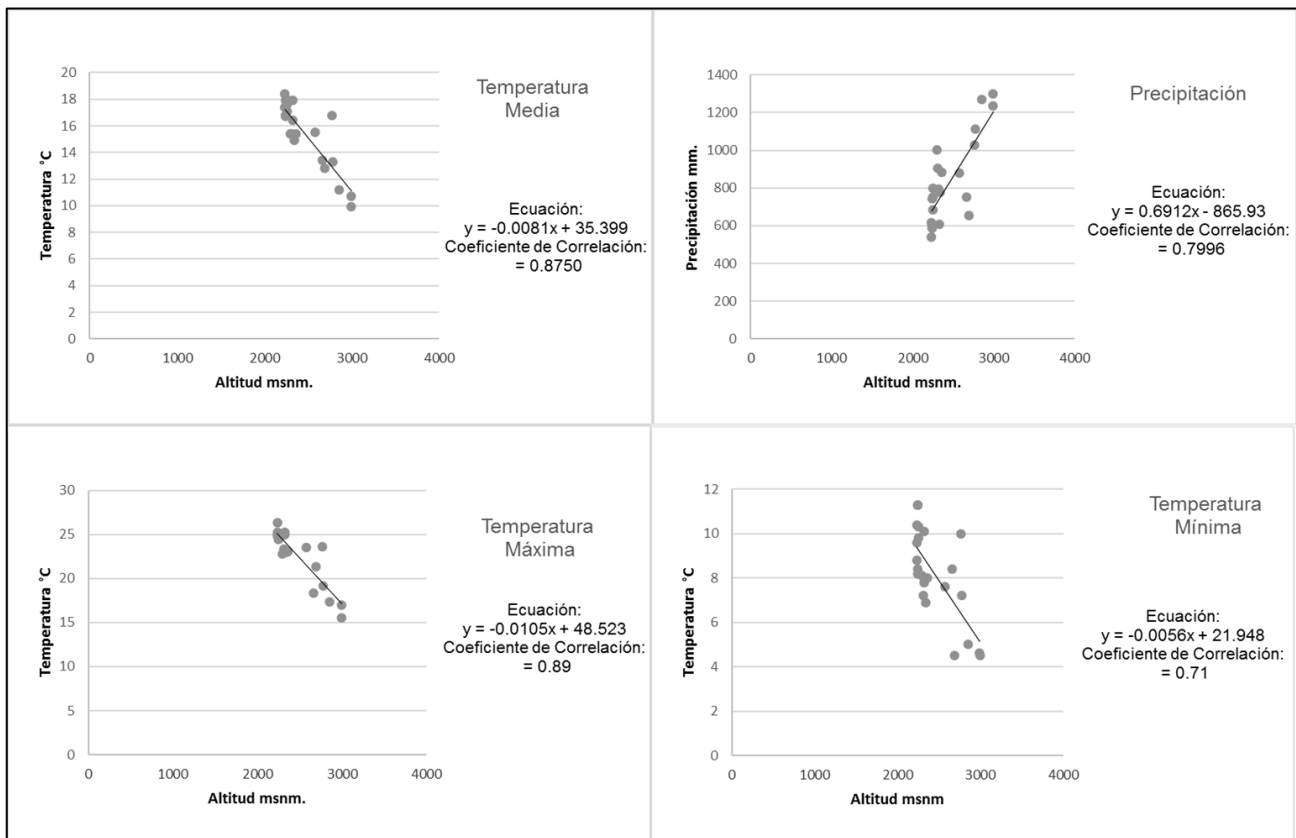 Temperatura
Media
Temperatura °C
20
18
16
14
12
10
8
6
4
2
0
0 1000 2000 3000 4000
Altitud msnm.
Ecuación:
y = -0.0081x + 35.399
Coeficiente de Correlación:
= 0.8750
Precipitación
Precipitación mm.
1400
1200
1000
800
600
400
200
0
0 1000 2000 3000 4000
Altitud msnm.
Ecuación:
y = 0.6912x - 865.93
Coeficiente de Correlación:
= 0.7996
Temperatura
Máxima
Temperatura °C
30
25
20
15
10
5
0
0 1000 2000 3000 4000
Altitud msnm.
Ecuación:
y = -0.0105x + 48.523
Coeficiente de Correlación:
= 0.89
Temperatura
Mínima
Temperatura °C
12
10
8
6
4
2
0
0 1000 2000 3000 4000
Altitud msnm
Ecuación:
y = -0.0056x + 21.948
Coeficiente de Correlación:
= 0.71